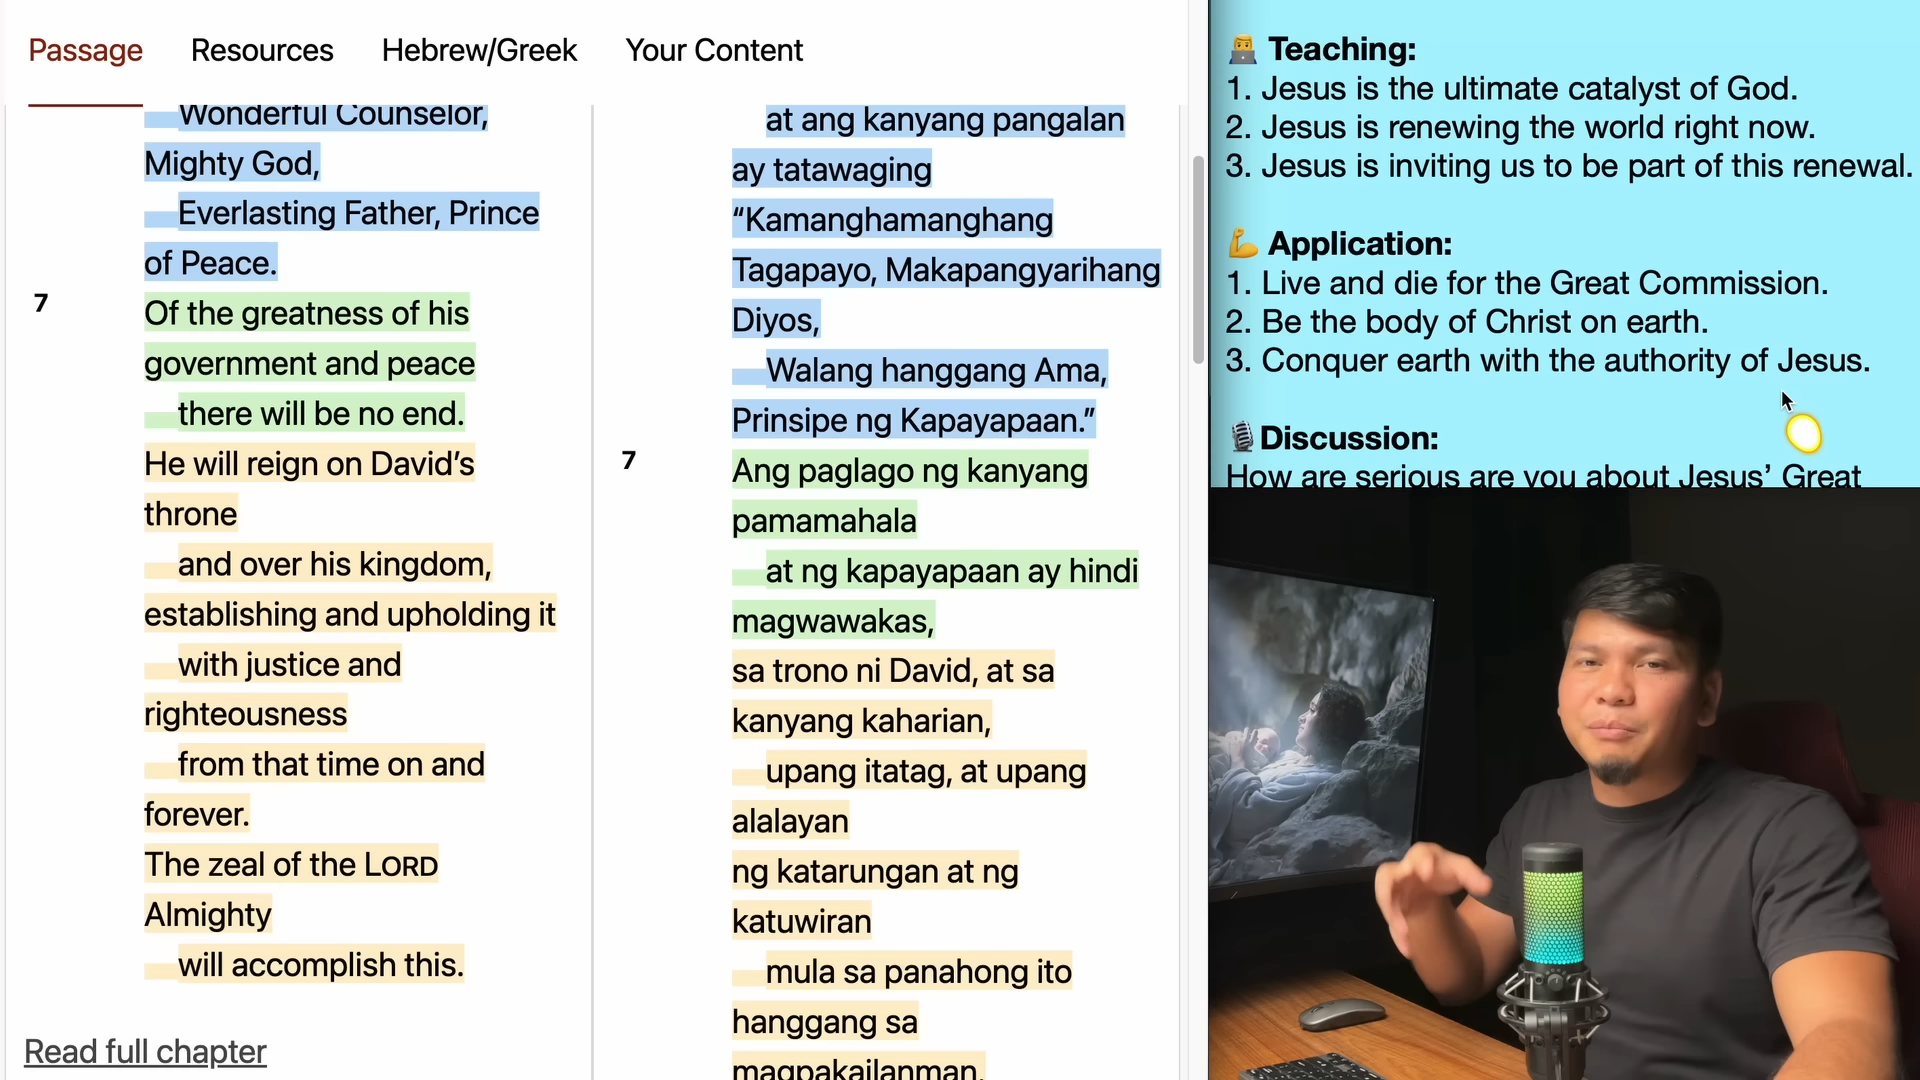 Passage
Resources
Hebrew/Greek
Your Content
Wonderful Counselor,
Mighty God,
Everlasting Father, Prince
of Peace.
7
Of the greatness of his
government and peace
there will be no end.
He will reign on David’s
throne
and over his kingdom,
establishing and upholding it
with justice and
righteousness
from that time on and
forever.
The zeal of the LORD
Almighty
will accomplish this.
Read full chapter
at ang kanyang pangalan
ay tatawaging
“Kamanghamanghang
Tagapayo, Makapangyarihang
Diyos,
Walang hanggang Ama,
Prinsipe ng Kapayapaan.”
7
Ang paglago ng kanyang
pamamahala
at ng kapayapaan ay hindi
magwawakas,
sa trono ni David, at sa
kanyang kaharian,
upang itatag, at upang
alalayan
ng katarungan at ng
katuwiran
mula sa panahong ito
hanggang sa
magpakailanman.
Teaching:
1. Jesus is the ultimate catalyst of God.
2. Jesus is renewing the world right now.
3. Jesus is inviting us to be part of this renewal.
Application:
1. Live and die for the Great Commission.
2. Be the body of Christ on earth.
3. Conquer earth with the authority of Jesus.
Discussion:
How are serious are you about Jesus’ Great